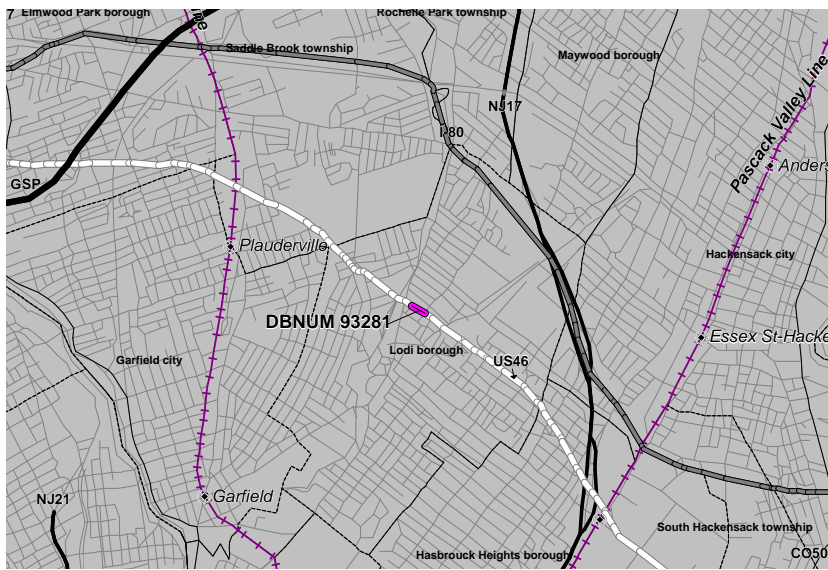 7
Elmwood Park borough
Rochelle Park township
ne
Saddle Brook township
Maywood borough
NJ17
I-80
Pascack Valley Line
Anders
GSP
Plauderville
Hackensack city
DBNUM 93281
Essex St-Hacke
Lodi borough
Garfield city
US46
Garfield
NJ21
South Hackensack township
Hasbrouck Heights borough
CO50